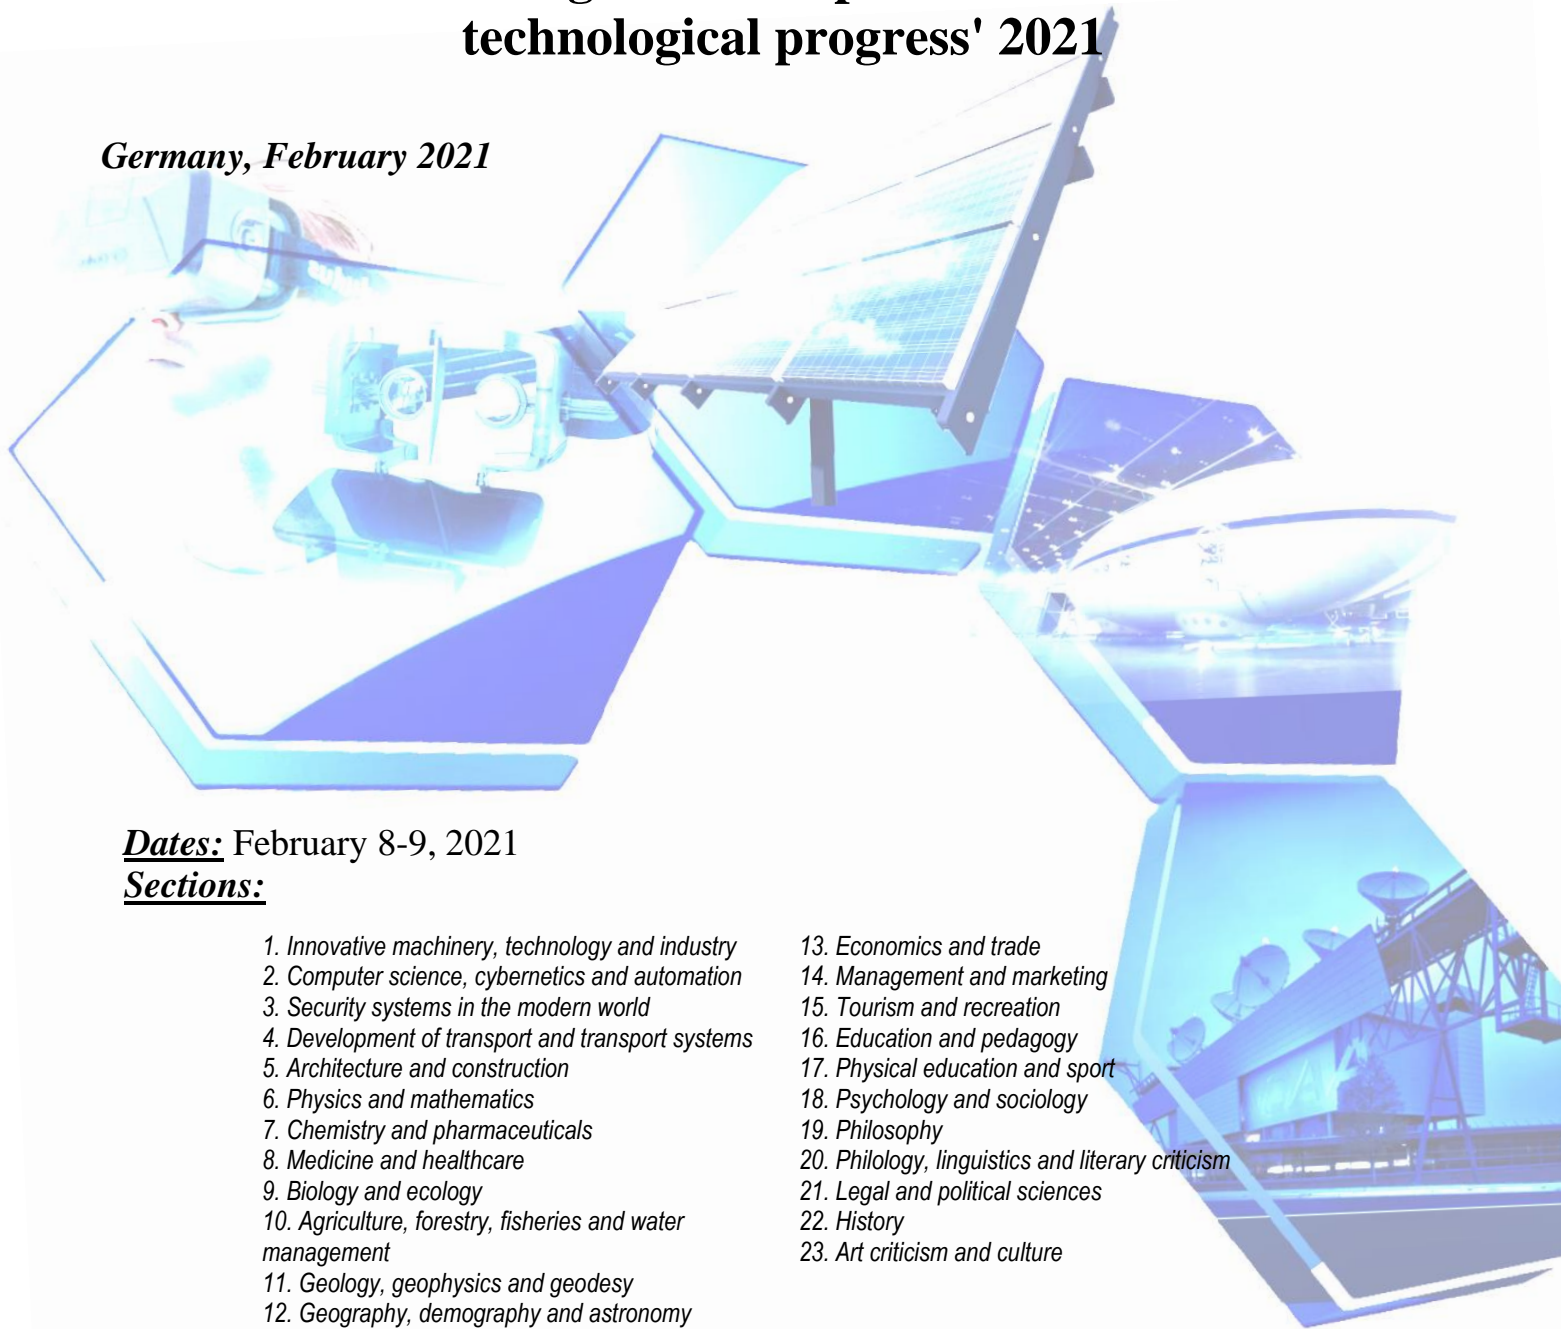 technological progress' 2021
Germany, February 2021
Dates: February 8-9, 2021
Sections:
1. Innovative machinery, technology and industry
2. Computer science, cybernetics and automation
3. Security systems in the modern world
4. Development of transport and transport systems
5. Architecture and construction
6. Physics and mathematics
7. Chemistry and pharmaceuticals
8. Medicine and healthcare
9. Biology and ecology
10. Agriculture, forestry, fisheries and water
management
11. Geology, geophysics and geodesy
12. Geography, demography and astronomy
13. Economics and trade
14. Management and marketing
15. Tourism and recreation
16. Education and pedagogy
17. Physical education and sport
18. Psychology and sociology
19. Philosophy
20. Philology, linguistics and literary criticism
21. Legal and political sciences
22. History
23. Art criticism and culture